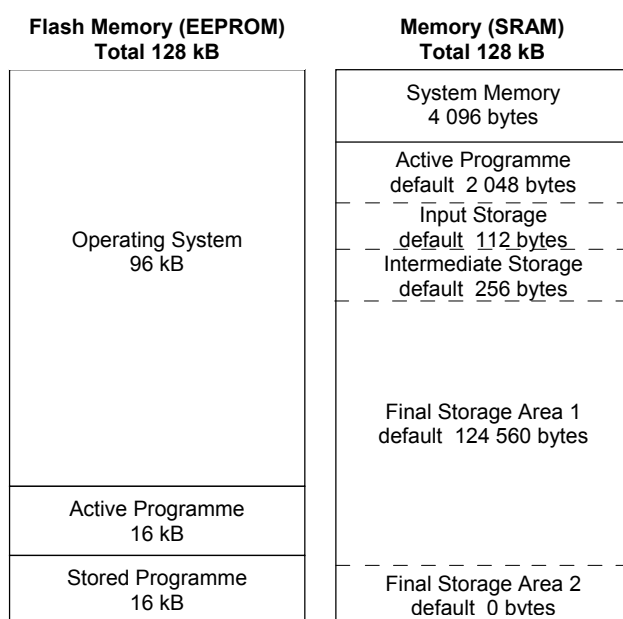 Flash Memory (EEPROM)
Total 128 kB
Operating System
96 kB
Active Programme
16 kB
Stored Programme
16 kB
Memory (SRAM)
Total 128 kB
System Memory
4 096 bytes
Active Programme
default 2 048 bytes
Input Storage
default 112 bytes
Intermediate Storage
default 256 bytes
Final Storage Area 1
default 124 560 bytes
Final Storage Area 2
default 0 bytes